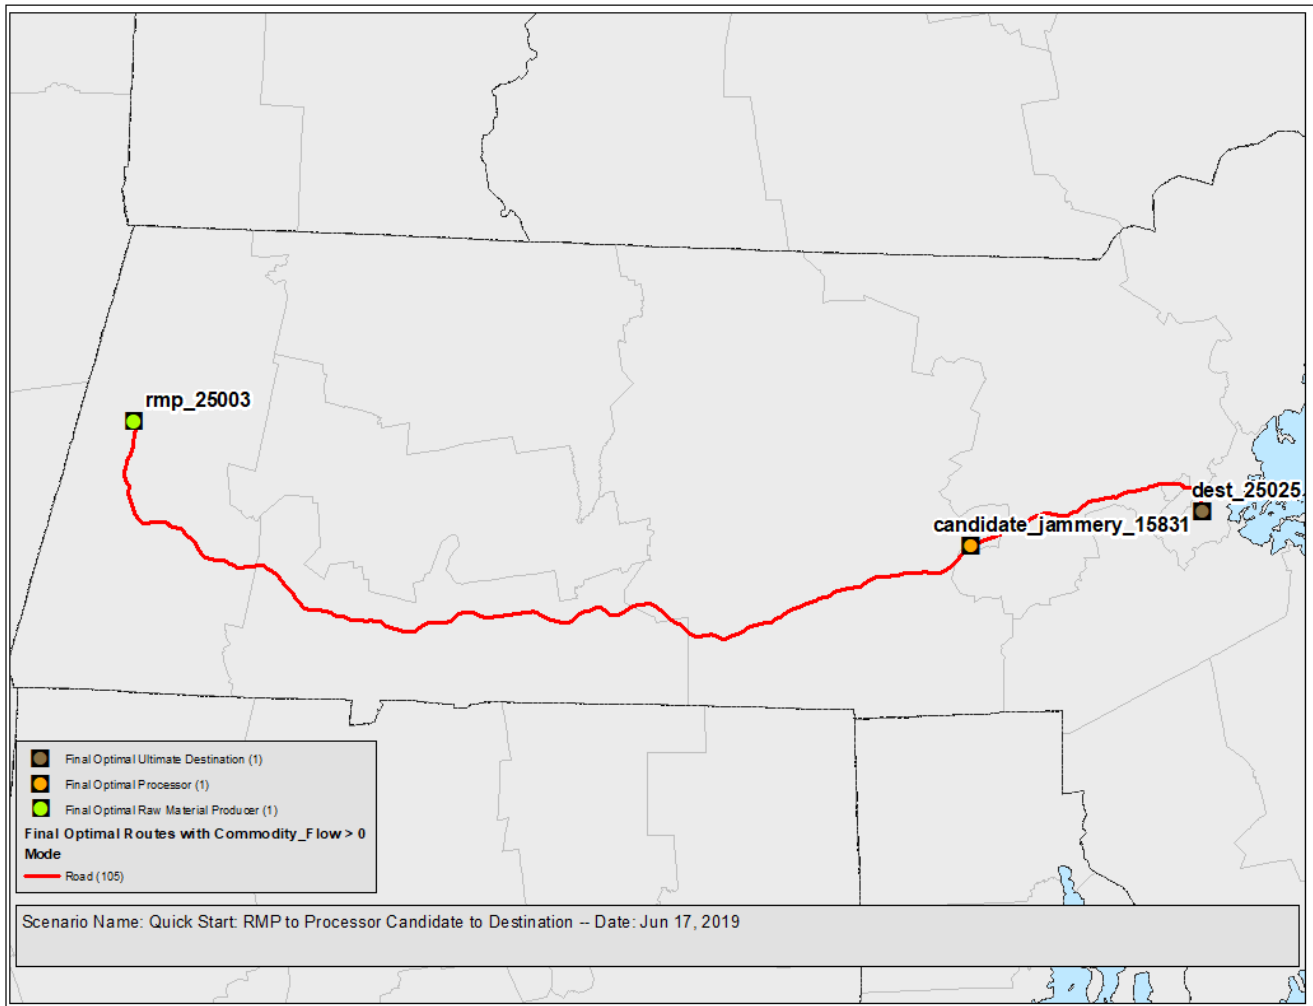 rmp_25003
dest_25025
candidate_jammery_15831
Final Optimal Ultimate Destination (1)
Final Optimal Processor (1)
Final Optimal Raw Material Producer (1)
Final Optimal Routes with Commodity_Flow > 0
Mode
Road (105)
Scenario Name: Quick Start: RMP to Processor Candidate to Destination -- Date: Jun 17, 2019